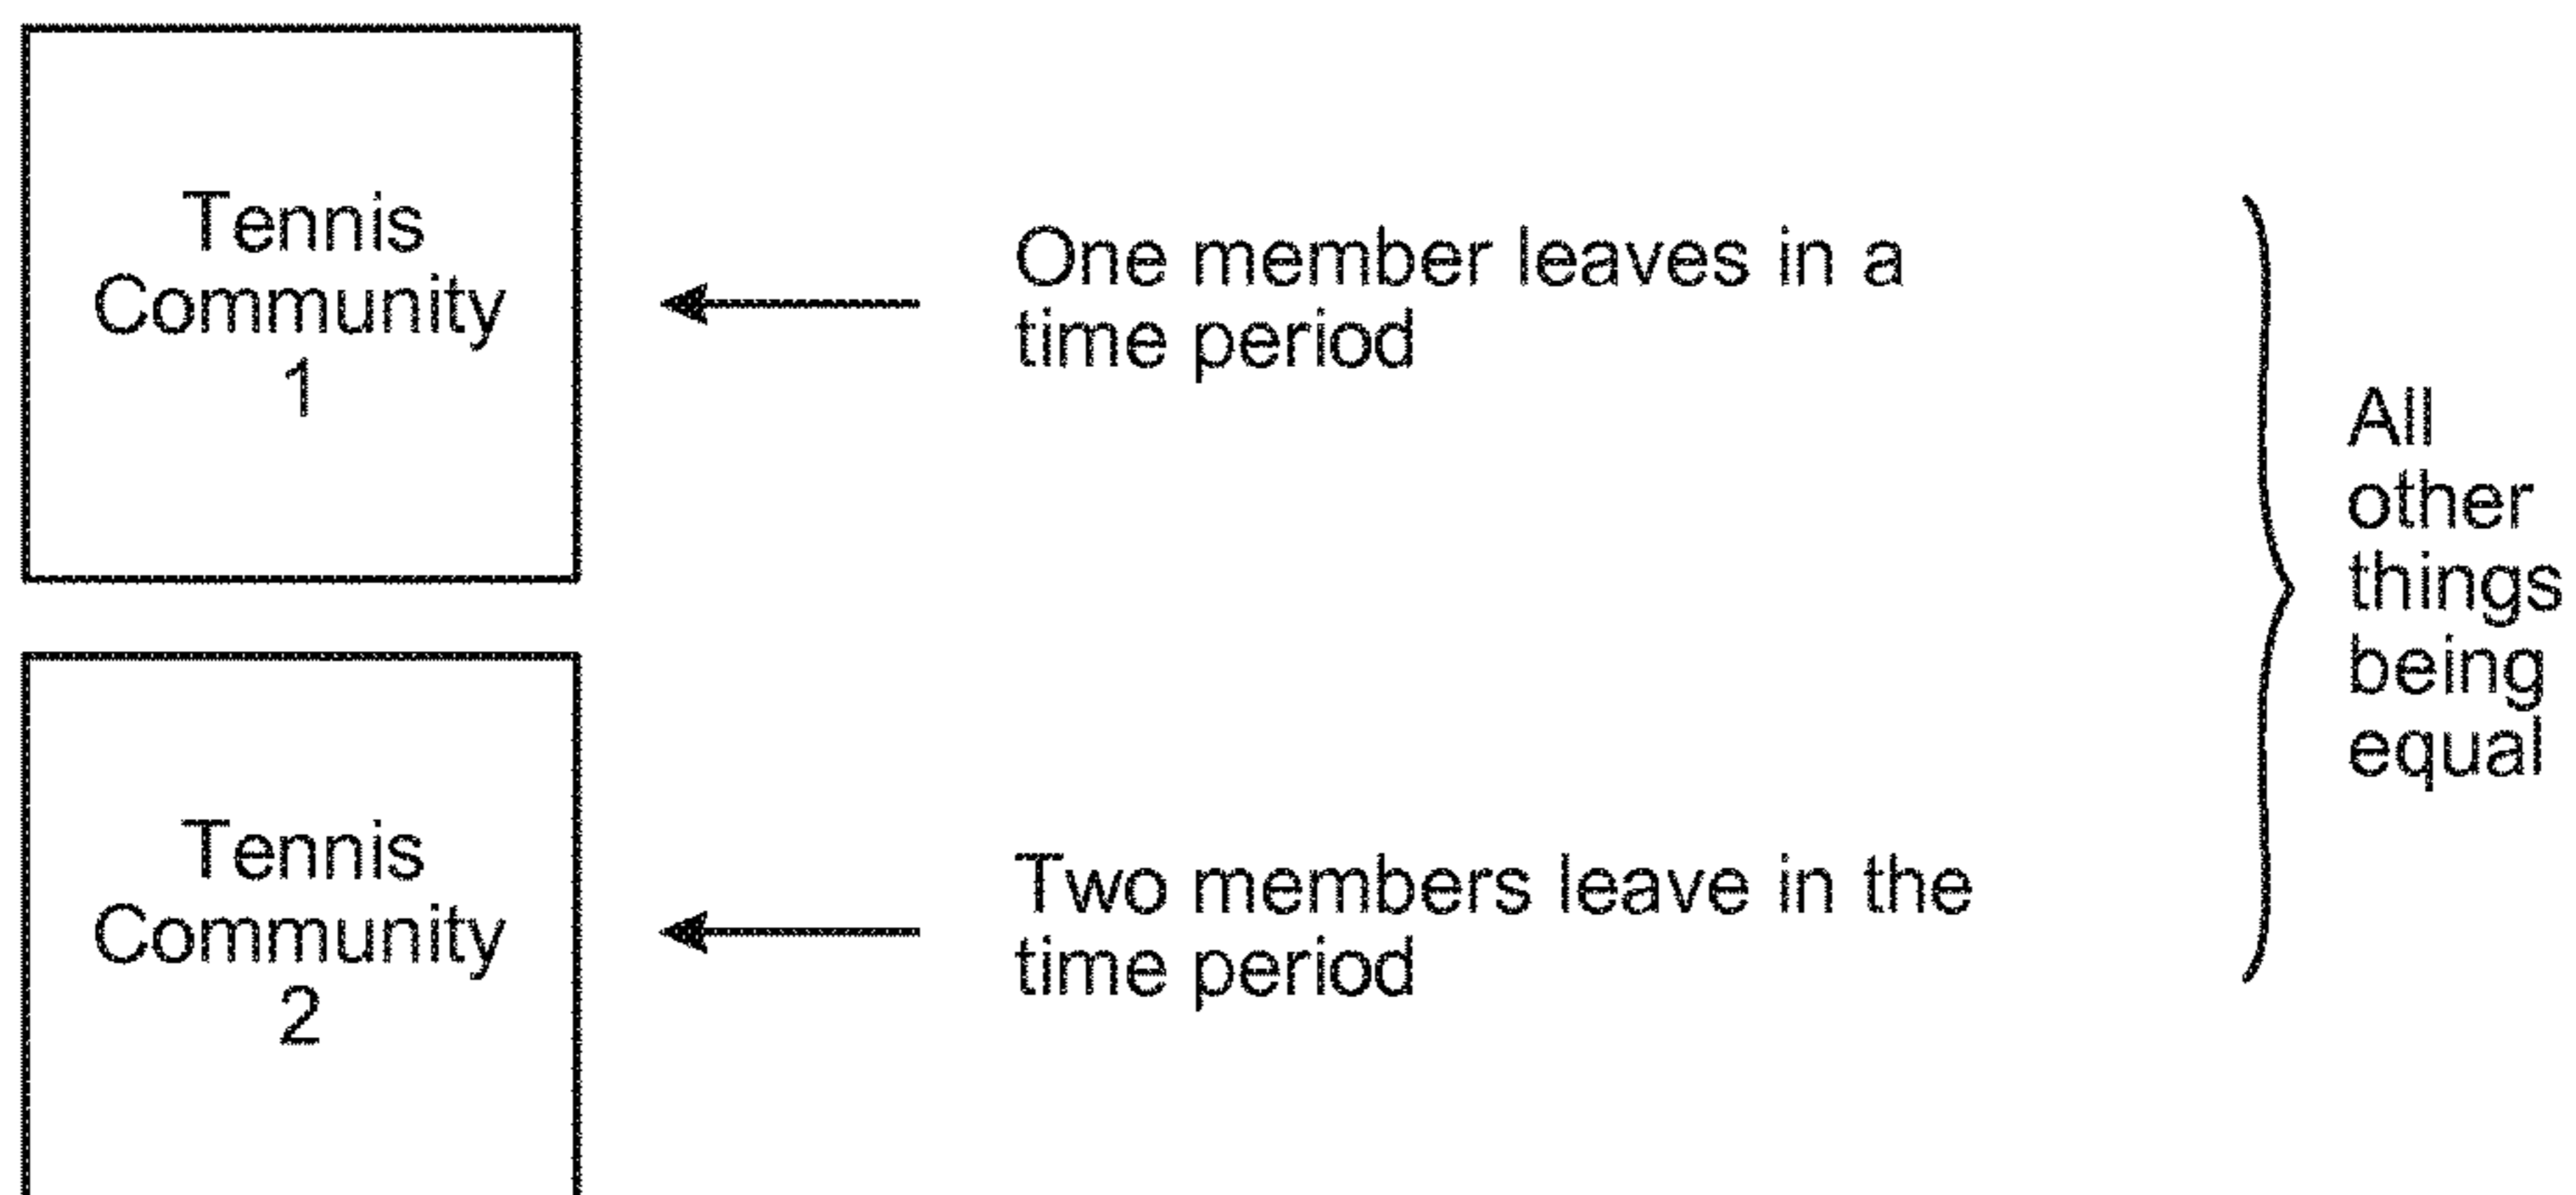 Tennis
Community
1
One member leaves in a
time period
All
other
things
being
equal
Tennis
Community
2
Two members leave in the
time period